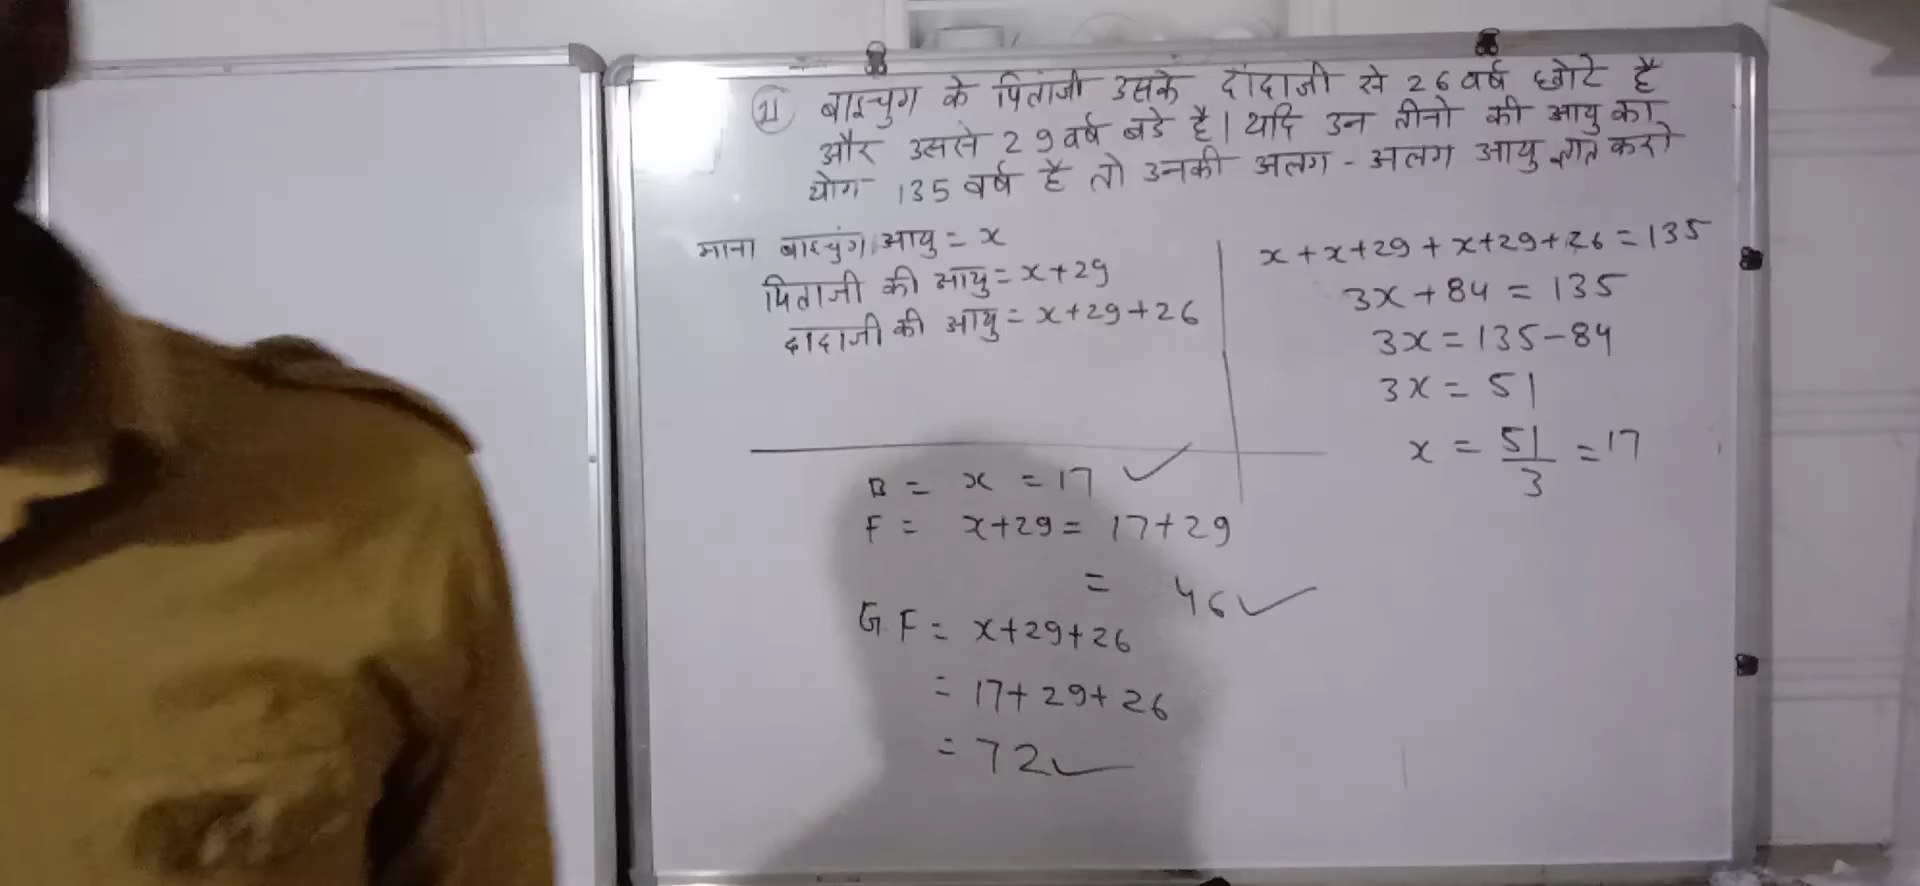 11 बाइचुग के पिताजी उसके दादाजी से 26 वर्ष छोटे है
और उससे 29 वर्ष बडे है। यदि उन तीनो की आयु का
योग 135 वर्ष है तो उनकी अलग - अलग आयु ज्ञात करो
माना बाइचुंग आयु = x
पिताजी की आयु = x+29
दादाजी की आयु = x+29+26
x+x+29+x+29+26=135
3x+84 = 135
3x=135-84
3x = 51
x = 51/3 = 17
B = x = 17 ✓
F = x+29 = 17+29
= 46 ✓
G.F = x+29+26
= 17+29+26
= 72 ✓